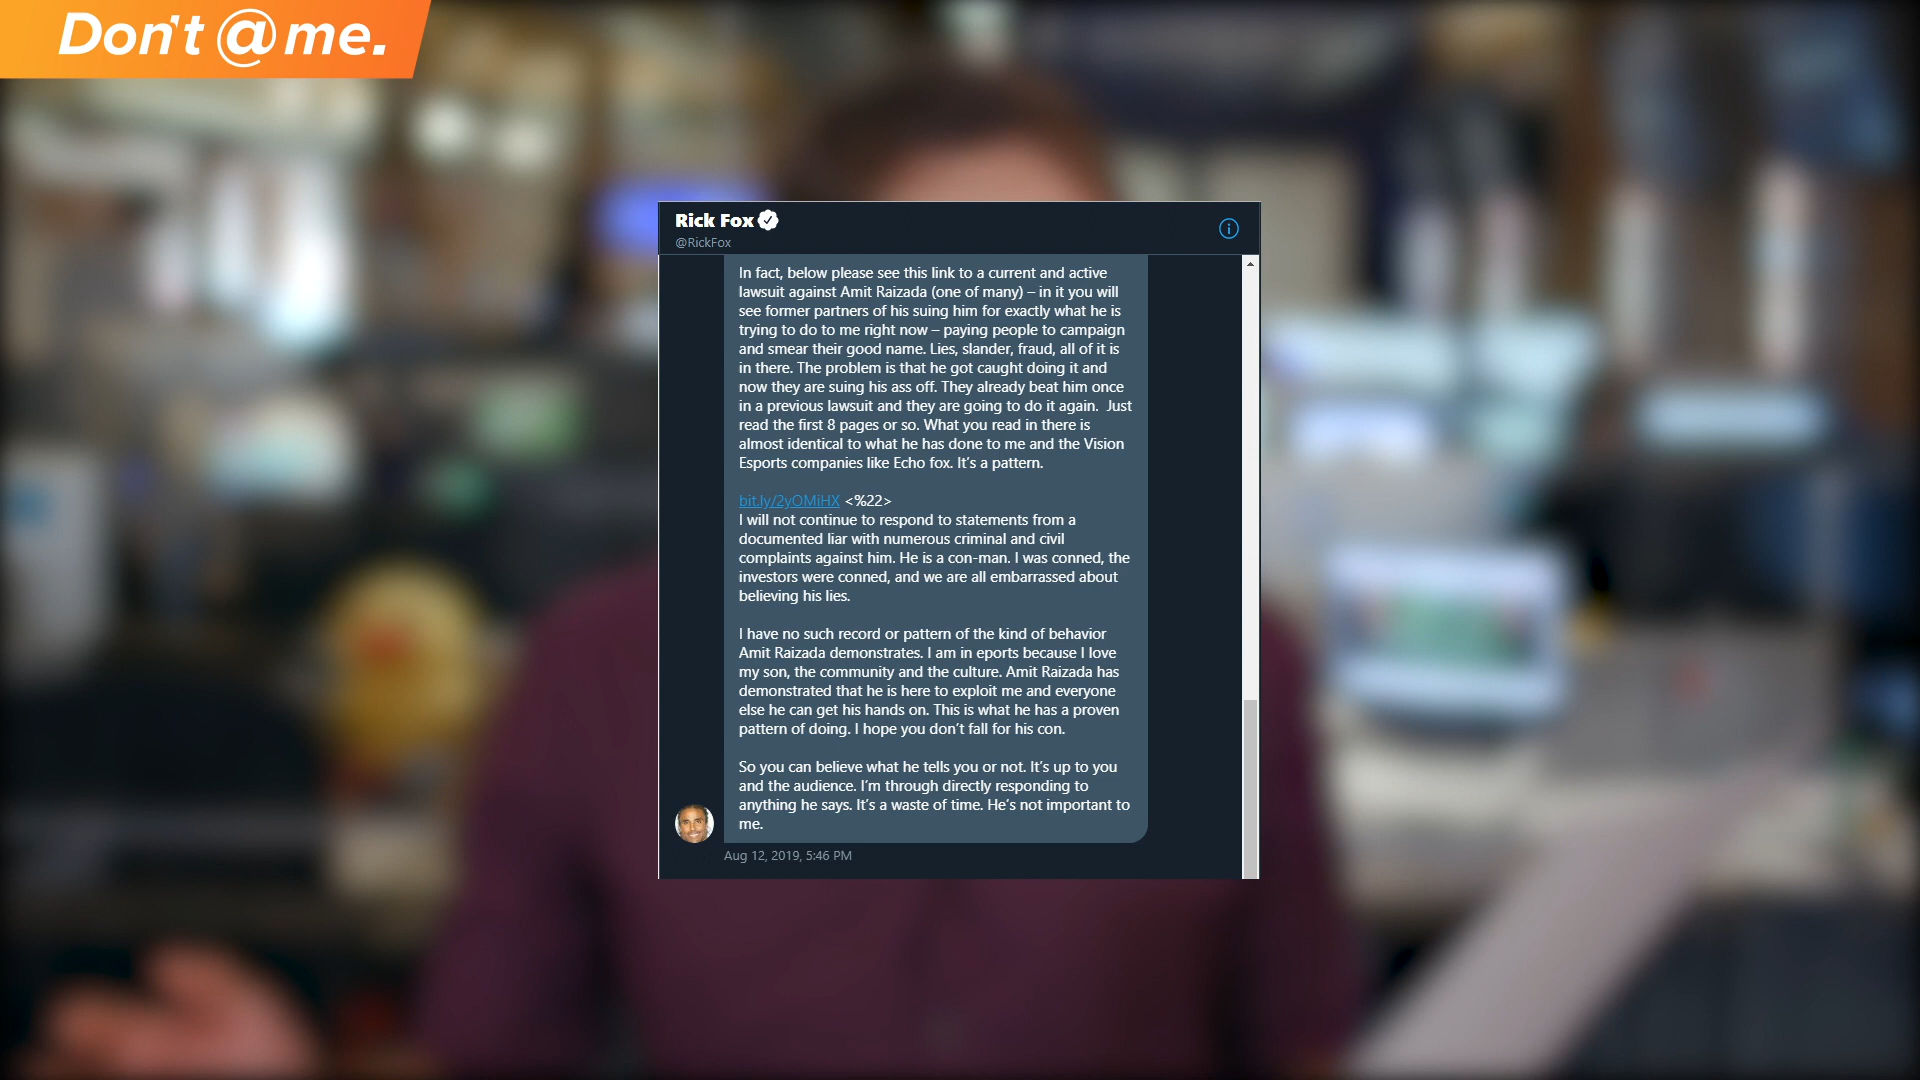 Don't @ me.
Rick Fox
@RickFox
In fact, below please see this link to a current and active
lawsuit against Amit Raizada (one of many) – in it you will
see former partners of his suing him for exactly what he is
trying to do to me right now – paying people to campaign
and smear their good name. Lies, slander, fraud, all of it is
in there. The problem is that he got caught doing it and
now they are suing his ass off. They already beat him once
in a previous lawsuit and they are going to do it again.  Just
read the first 8 pages or so. What you read in there is
almost identical to what he has done to me and the Vision
Esports companies like Echo fox. It's a pattern.
bit.ly/2yOMiHX <%22>
I will not continue to respond to statements from a
documented liar with numerous criminal and civil
complaints against him. He is a con-man. I was conned, the
investors were conned, and we are all embarrassed about
believing his lies.
I have no such record or pattern of the kind of behavior
Amit Raizada demonstrates. I am in eports because I love
my son, the community and the culture. Amit Raizada has
demonstrated that he is here to exploit me and everyone
else he can get his hands on. This is what he has a proven
pattern of doing. I hope you don't fall for his con.
So you can believe what he tells you or not. It's up to you
and the audience. I'm through directly responding to
anything he says. It's a waste of time. He's not important to
me.
Aug 12, 2019, 5:46 PM